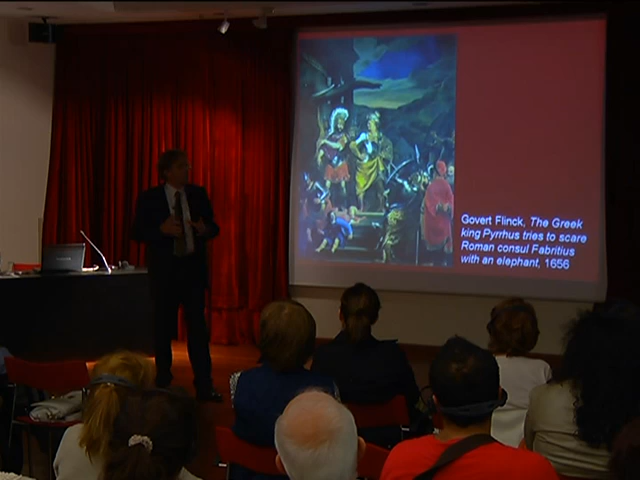 Govert Flinck, The Greek
king Pyrrhus tries to scare
Roman consul Fabritius
with an elephant, 1656